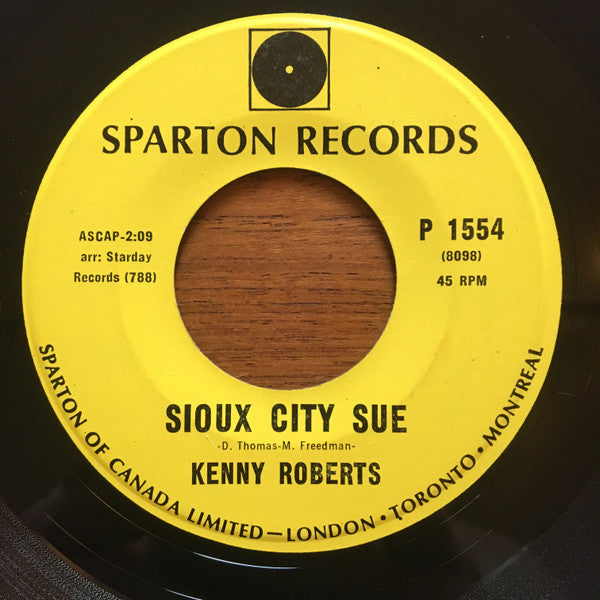 SPARTON RECORDS
ASCAP-2:09
arr: Starday
Records (788)
P 1554
(8098)
45 RPM
SIOUX CITY SUE
-D. Thomas-M. Freedman-
KENNY ROBERTS
SPARTON OF CANADA LIMITED—LONDON•TORONTO•MONTREAL